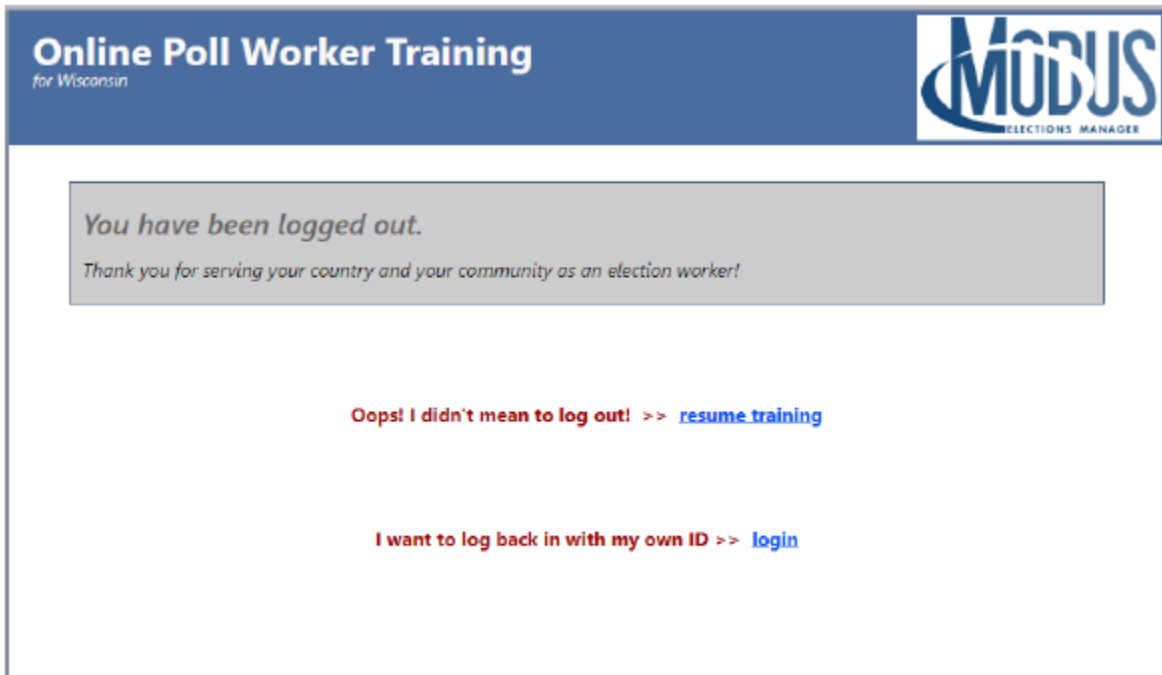 Online Poll Worker Training
for Wisconsin
MODUS
ELECTIONS MANAGER
You have been logged out.
Thank you for serving your country and your community as an election worker!
Oops! I didn't mean to log out! >> resume training
I want to log back in with my own ID >> login